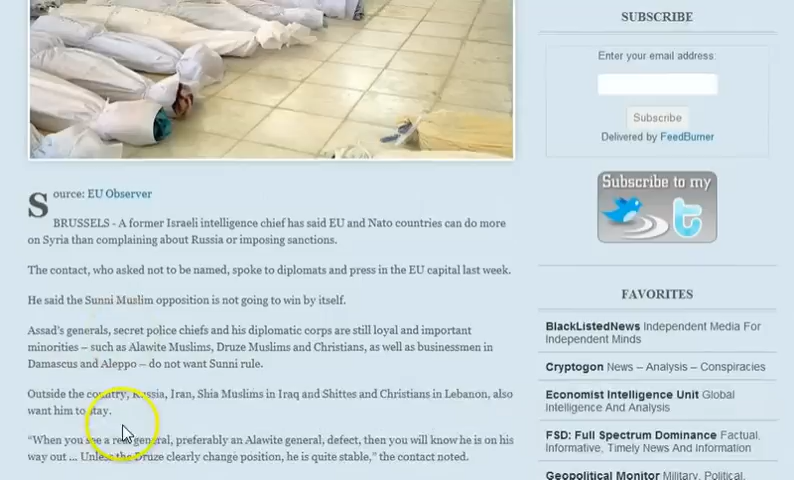 SUBSCRIBE
Enter your email address:
Subscribe
Delivered by FeedBurner
Subscribe to my
t
Source: EU Observer
BRUSSELS - A former Israeli intelligence chief has said EU and Nato countries can do more
on Syria than complaining about Russia or imposing sanctions.
The contact, who asked not to be named, spoke to diplomats and press in the EU capital last week.
He said the Sunni Muslim opposition is not going to win by itself.
Assad's generals, secret police chiefs and his diplomatic corps are still loyal and important
minorities – such as Alawite Muslims, Druze Muslims and Christians, as well as businesmen in
Damascus and Aleppo – do not want Sunni rule.
Outside the country, Russia, Iran, Shia Muslims in Iraq and Shittes and Christians in Lebanon, also
want him to stay.
“When you see a real general, preferably an Alawite general, defect, then you will know he is on his
way out ... Unless the Druze clearly change position, he is quite stable,” the contact noted.
FAVORITES
BlackListedNews Independent Media For
Independent Minds
Cryptogon News – Analysis – Conspiracies
Economist Intelligence Unit Global
Intelligence And Analysis
FSD: Full Spectrum Dominance Factual,
Informative, Timely News And Information
Geopolitical Monitor Military, Political,